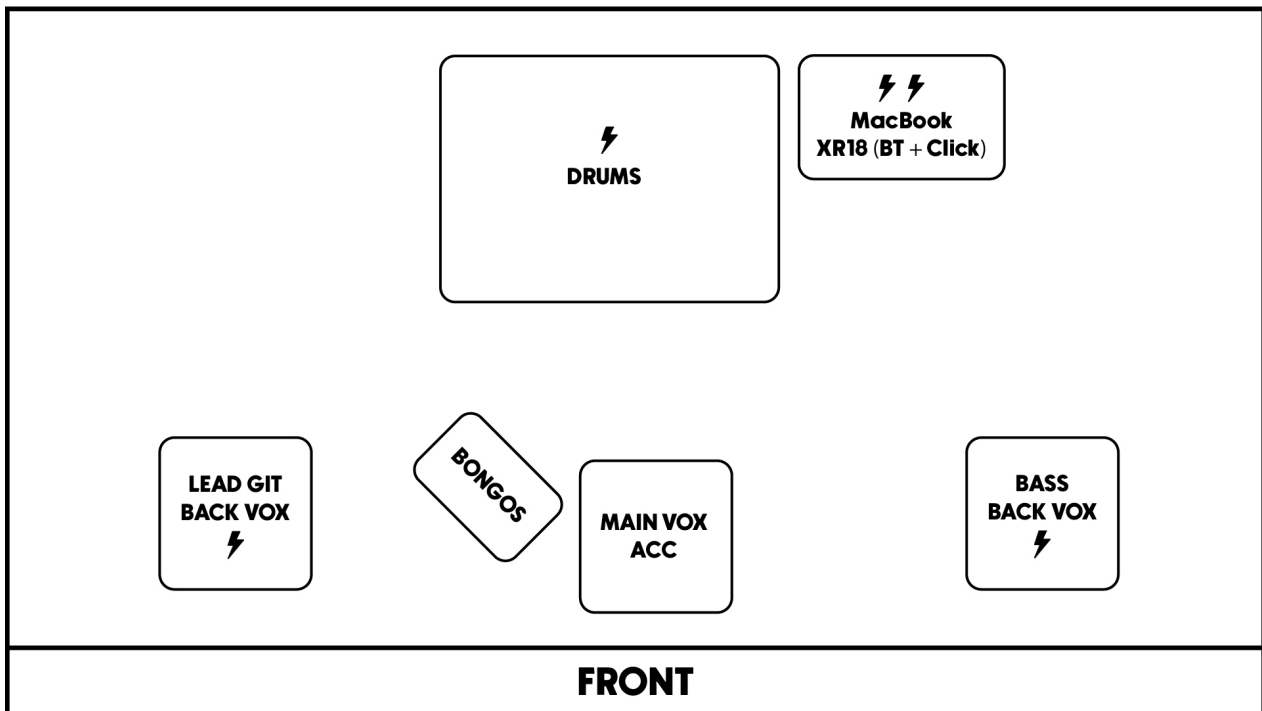 DRUMS
MacBook
XR18 (BT + Click)
LEAD GIT
BACK VOX
BONGOS
MAIN VOX
ACC
BASS
BACK VOX
FRONT